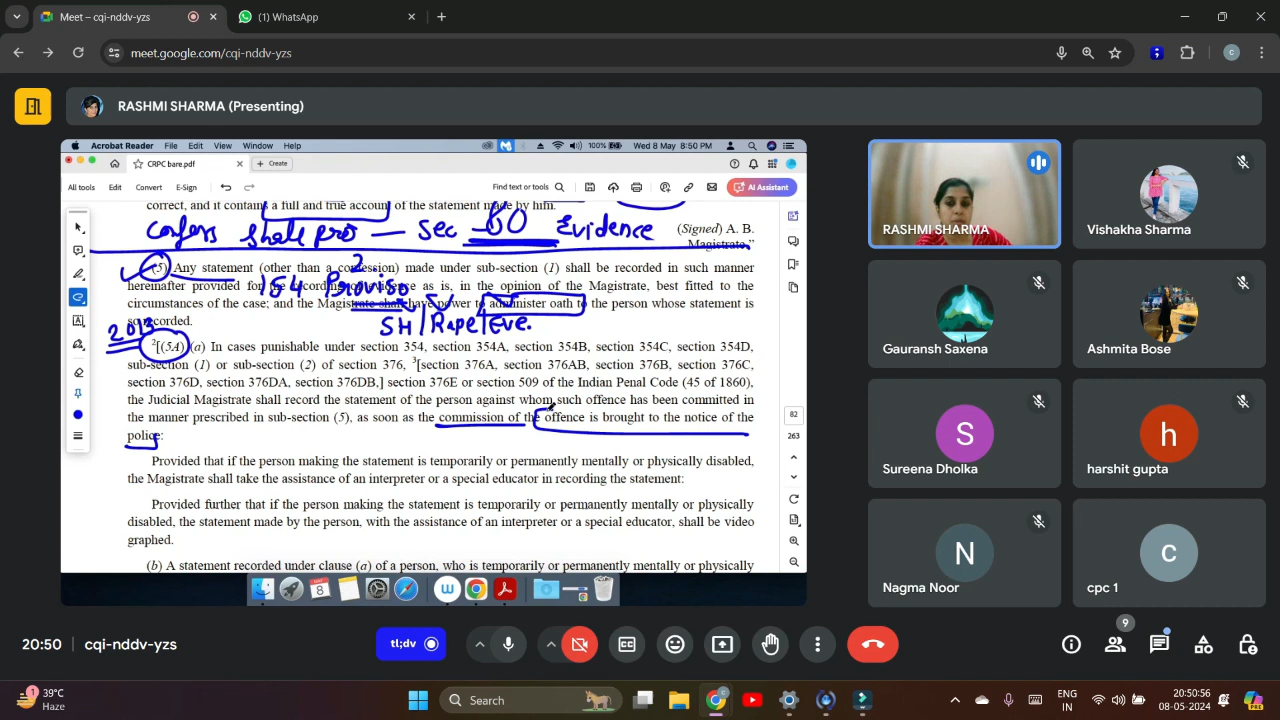 Meet – cqi-nddv-yzs
(1) WhatsApp
meet.google.com/cqi-nddv-yzs
RASHMI SHARMA (Presenting)
Acrobat Reader File Edit View Window Help 100% Wed 8 May 8:50 PM
CRPC bare.pdf + Create
All tools Edit Convert E-Sign Find text or tools AI Assistant
correct, and it contains a full and true account of the statement made by him.
Confess shall pro — Sec 80 Evidence
(Signed) A. B.
Magistrate."
(5) Any statement (other than a confession) made under sub-section (1) shall be recorded in such manner
hereinafter provided for the recording of evidence as is, in the opinion of the Magistrate, best fitted to the
154 Proviso
circumstances of the case; and the Magistrate shall have power to administer oath to the person whose statement is
so recorded.
SH/Rape/Eve.
2013
2[(5A) (a) In cases punishable under section 354, section 354A, section 354B, section 354C, section 354D,
sub-section (1) or sub-section (2) of section 376, 3[section 376A, section 376AB, section 376B, section 376C,
section 376D, section 376DA, section 376DB,] section 376E or section 509 of the Indian Penal Code (45 of 1860),
the Judicial Magistrate shall record the statement of the person against whom such offence has been committed in
the manner prescribed in sub-section (5), as soon as the commission of the offence is brought to the notice of the
police:
Provided that if the person making the statement is temporarily or permanently mentally or physically disabled,
the Magistrate shall take the assistance of an interpreter or a special educator in recording the statement:
Provided further that if the person making the statement is temporarily or permanently mentally or physically
disabled, the statement made by the person, with the assistance of an interpreter or a special educator, shall be video
graphed.
(b) A statement recorded under clause (a) of a person, who is temporarily or permanently mentally or physically
82
263
RASHMI SHARMA
Vishakha Sharma
Gauransh Saxena
Ashmita Bose
S
Sureena Dholka
h
harshit gupta
N
Nagma Noor
c
cpc 1
20:50 cqi-nddv-yzs
tl;dv
9
39°C
Haze
Search
ENG
IN
20:50:56
08-05-2024